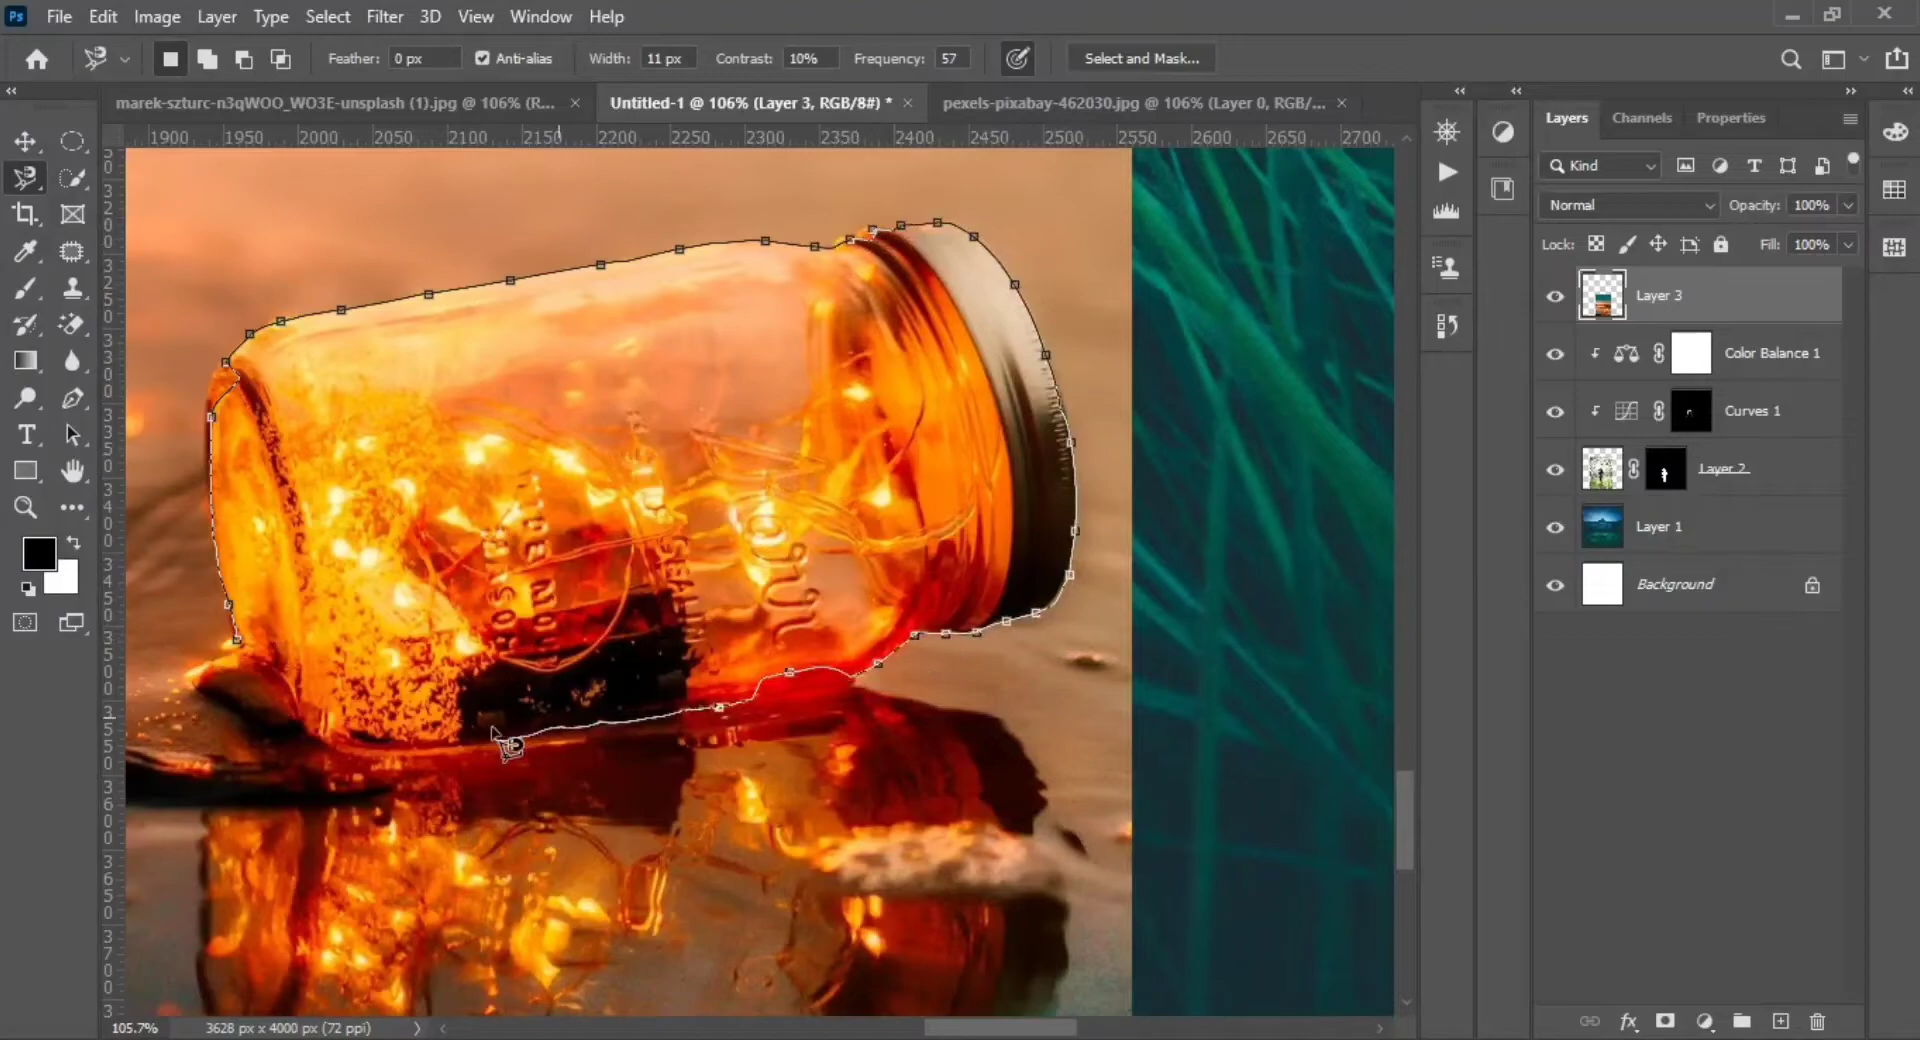 Ps File Edit Image Layer Type Select Filter 3D View Window Help
Feather: 0 px Anti-alias Width: 11 px Contrast: 10% Frequency: 57 Select and Mask...
marek-szturc-n3qWOO_WO3E-unsplash (1).jpg @ 106% (R... × Untitled-1 @ 106% (Layer 3, RGB/8#) * × pexels-pixabay-462030.jpg @ 106% (Layer 0, RGB/... ×
1900 1950 2000 2050 2100 2150 2200 2250 2300 2350 2400 2450 2500 2550 2600 2650 2700
Layers Channels Properties
Kind
Normal Opacity: 100%
Lock: Fill: 100%
Layer 3
Color Balance 1
Curves 1
Layer 2
Layer 1
Background
105.7% 3628 px x 4000 px (72 ppi)